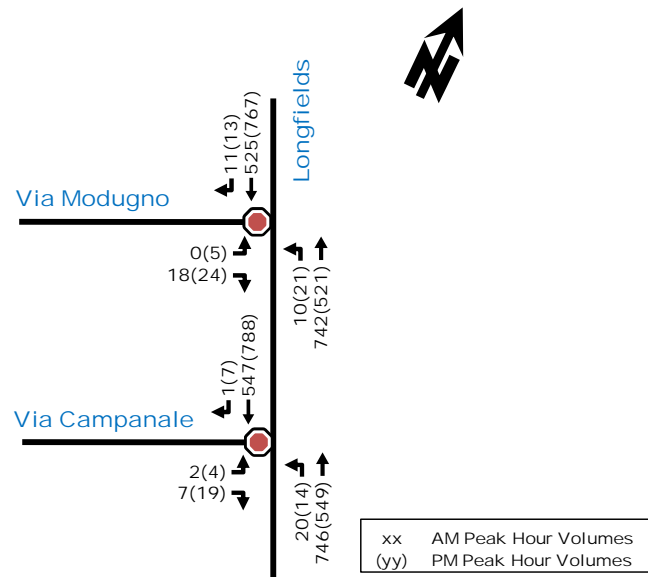 Longfields
11(13)
525(767)
Via Modugno
0(5)
18(24)
10(21)
742(521)
1(7)
547(788)
Via Campanale
2(4)
7(19)
20(14)
746(549)
xx AM Peak Hour Volumes
(yy) PM Peak Hour Volumes